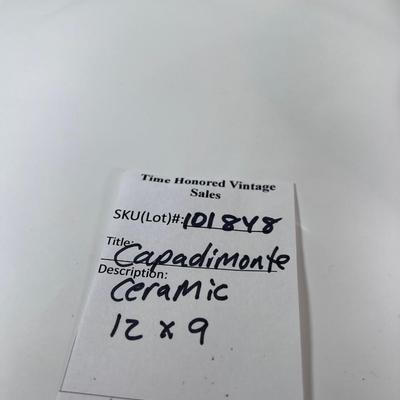 Time Honored Vintage
Sales
SKU(Lot)#: 101848
Title: Capadimonte
Description:
Ceramic
12 x 9